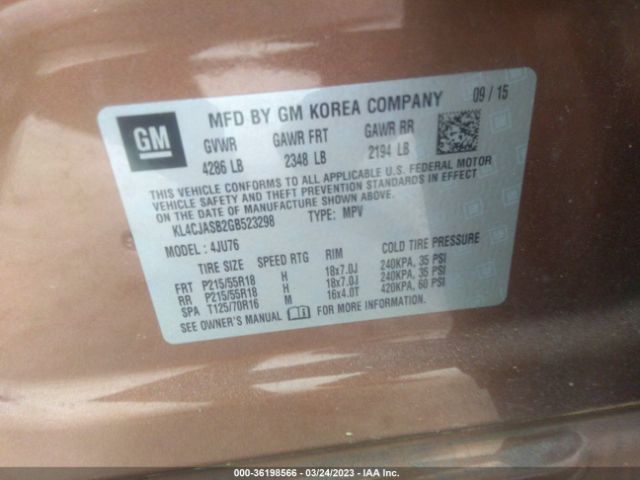 GM
MFD BY GM KOREA COMPANY 09 / 15
GVWR GAWR FRT GAWR RR
4286 LB 2348 LB 2194 LB
THIS VEHICLE CONFORMS TO ALL APPLICABLE U.S. FEDERAL MOTOR
VEHICLE SAFETY AND THEFT PREVENTION STANDARDS IN EFFECT
ON THE DATE OF MANUFACTURE SHOWN ABOVE.
KL4CJASB2GB523298 TYPE: MPV
MODEL: 4JU76
TIRE SIZE SPEED RTG RIM COLD TIRE PRESSURE
FRT P215/55R18 H 18x7.0J 240KPA, 35 PSI
RR P215/55R18 H 18x7.0J 240KPA, 35 PSI
SPA T125/70R16 M 16x4.0T 420KPA, 60 PSI
SEE OWNER'S MANUAL FOR MORE INFORMATION.
000-36198566 - 03/24/2023 - IAA Inc.